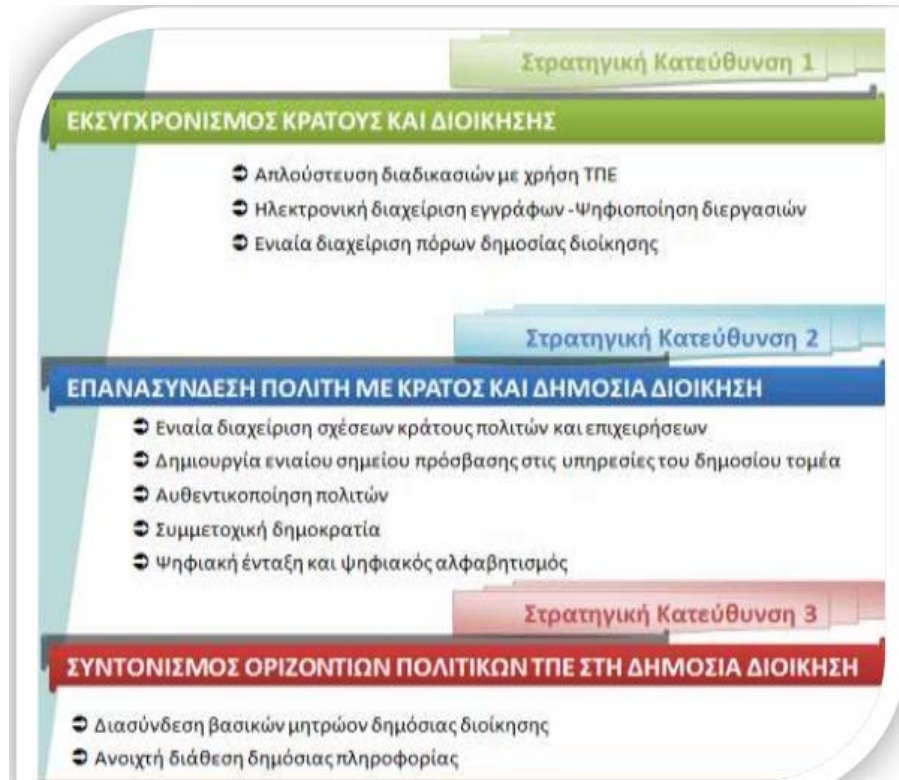 Στρατηγική Κατεύθυνση 1
ΕΚΣΥΓΧΡΟΝΙΣΜΟΣ ΚΡΑΤΟΥΣ ΚΑΙ ΔΙΟΙΚΗΣΗΣ
➲ Απλούστευση διαδικασιών με χρήση ΤΠΕ
➲ Ηλεκτρονική διαχείριση εγγράφων -Ψηφιοποίηση διεργασιών
➲ Ενιαία διαχείριση πόρων δημοσίας διοίκησης
Στρατηγική Κατεύθυνση 2
ΕΠΑΝΑΣΥΝΔΕΣΗ ΠΟΛΙΤΗ ΜΕ ΚΡΑΤΟΣ ΚΑΙ ΔΗΜΟΣΙΑ ΔΙΟΙΚΗΣΗ
➲ Ενιαία διαχείριση σχέσεων κράτους πολιτών και επιχειρήσεων
➲ Δημιουργία ενιαίου σημείου πρόσβασης στις υπηρεσίες του δημοσίου τομέα
➲ Αυθεντικοποίηση πολιτών
➲ Συμμετοχική δημοκρατία
➲ Ψηφιακή ένταξη και ψηφιακός αλφαβητισμός
Στρατηγική Κατεύθυνση 3
ΣΥΝΤΟΝΙΣΜΟΣ ΟΡΙΖΟΝΤΙΩΝ ΠΟΛΙΤΙΚΩΝ ΤΠΕ ΣΤΗ ΔΗΜΟΣΙΑ ΔΙΟΙΚΗΣΗ
➲ Διασύνδεση βασικών μητρώον δημόσιας διοίκησης
➲ Ανοιχτή διάθεση δημόσιας πληροφορίας